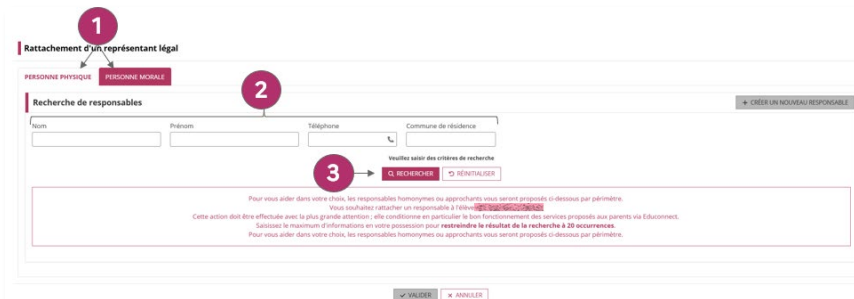 1
Rattachement d'un représentant légal
PERSONNE PHYSIQUE PERSONNE MORALE
2
Recherche de responsables + CRÉER UN NOUVEAU RESPONSABLE
Nom Prénom Téléphone Commune de résidence
Veuillez saisir des critères de recherche
3 RECHERCHER RÉINITIALISER
Pour vous aider dans votre choix, les responsables homonymes ou approchants vous seront proposés ci-dessous par périmètre.
Vous souhaitez rattacher un responsable à l'élève
Cette action doit être effectuée avec la plus grande attention ; elle conditionne en particulier le bon fonctionnement des services proposés aux parents via Educonnect.
Saisissez le maximum d'informations en votre possession pour restreindre le résultat de la recherche à 20 occurrences.
Pour vous aider dans votre choix, les responsables homonymes ou approchants vous seront proposés ci-dessous par périmètre.
VALIDER × ANNULER